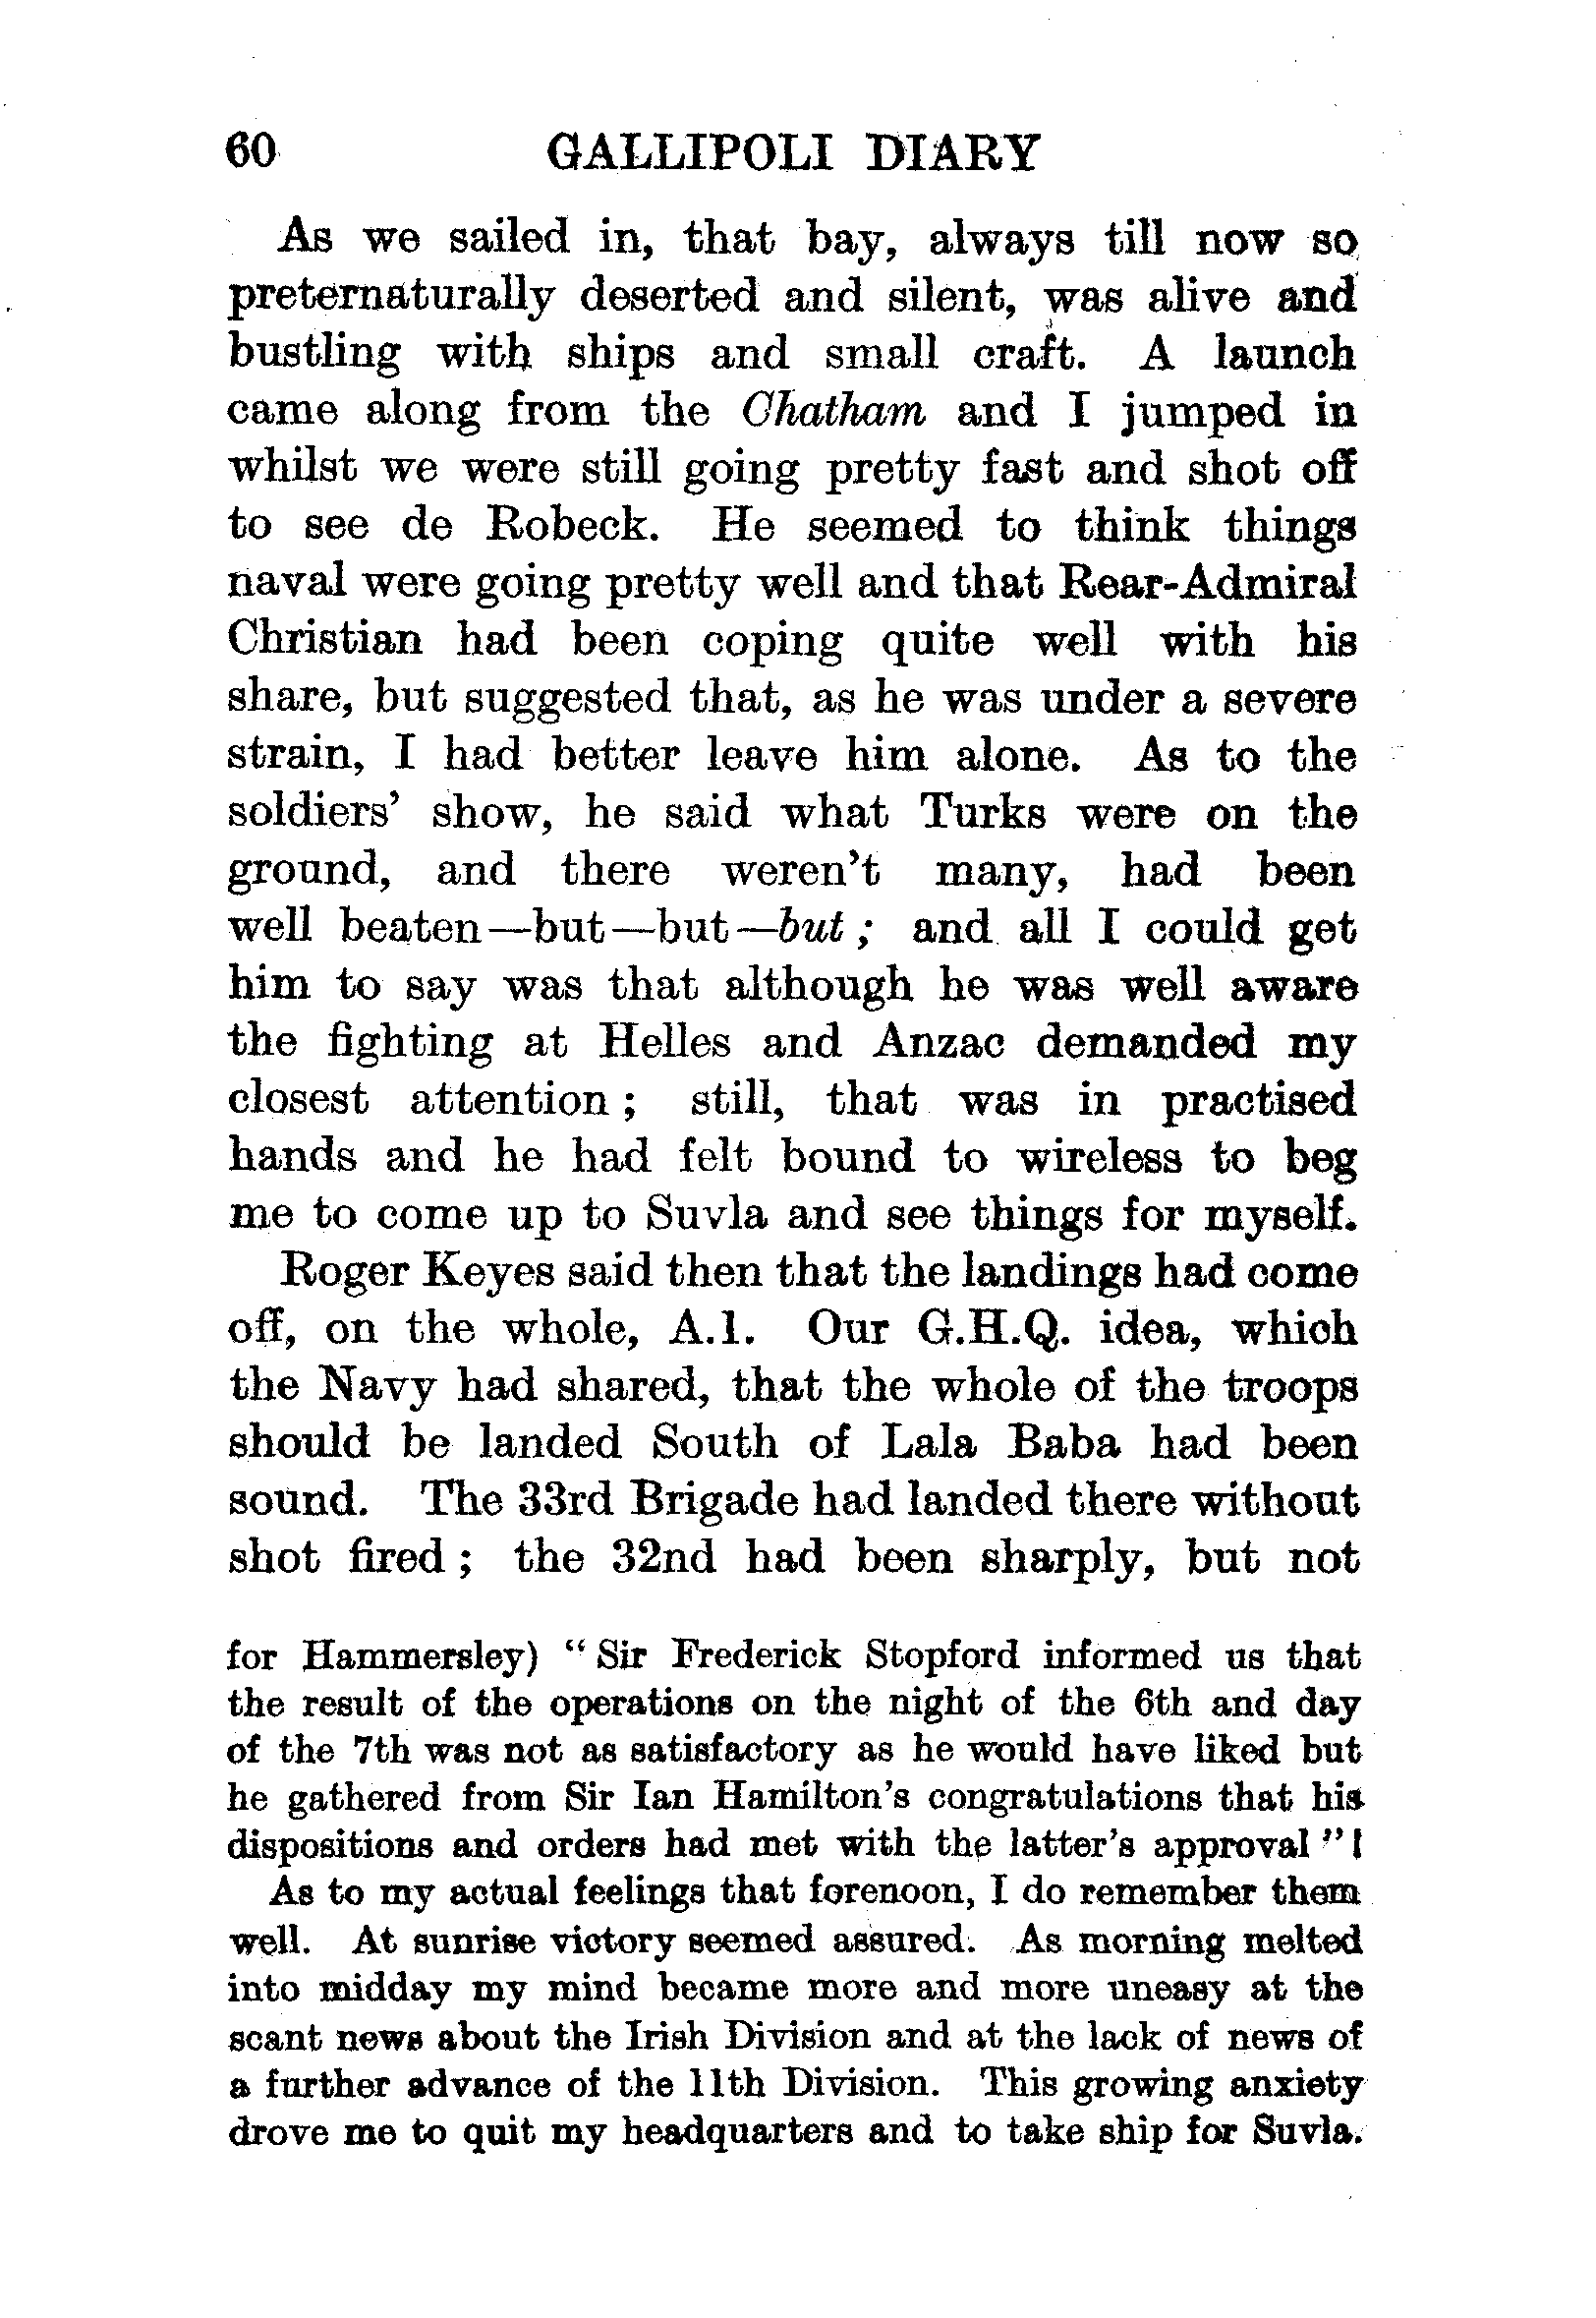 60 GALLIPOLI DIARY
As we sailed in, that bay, always till now so
preternaturally deserted and silent, was alive and
bustling with ships and small craft. A launch
came along from the Chatham and I jumped in
whilst we were still going pretty fast and shot off
to see de Robeck. He seemed to think things
naval were going pretty well and that Rear-Admiral
Christian had been coping quite well with his
share, but suggested that, as he was under a severe
strain, I had better leave him alone. As to the
soldiers' show, he said what Turks were on the
ground, and there weren't many, had been
well beaten—but—but—but; and all I could get
him to say was that although he was well aware
the fighting at Helles and Anzac demanded my
closest attention; still, that was in practised
hands and he had felt bound to wireless to beg
me to come up to Suvla and see things for myself.
Roger Keyes said then that the landings had come
off, on the whole, A.1. Our G.H.Q. idea, which
the Navy had shared, that the whole of the troops
should be landed South of Lala Baba had been
sound. The 33rd Brigade had landed there without
shot fired; the 32nd had been sharply, but not
for Hammersley) "Sir Frederick Stopford informed us that
the result of the operations on the night of the 6th and day
of the 7th was not as satisfactory as he would have liked but
he gathered from Sir Ian Hamilton's congratulations that his
dispositions and orders had met with the latter's approval"!
As to my actual feelings that forenoon, I do remember them
well. At sunrise victory seemed assured. As morning melted
into midday my mind became more and more uneasy at the
scant news about the Irish Division and at the lack of news of
a further advance of the 11th Division. This growing anxiety
drove me to quit my headquarters and to take ship for Suvla.